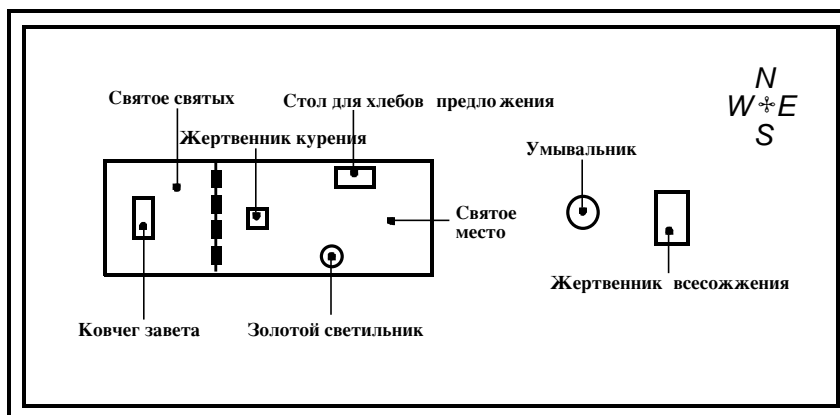 N
W E
S
Святое святых
Стол для хлебов предложения
Жертвенник курения
Умывальник
Святое
место
Жертвенник всесожжения
Ковчег завета
Золотой светильник